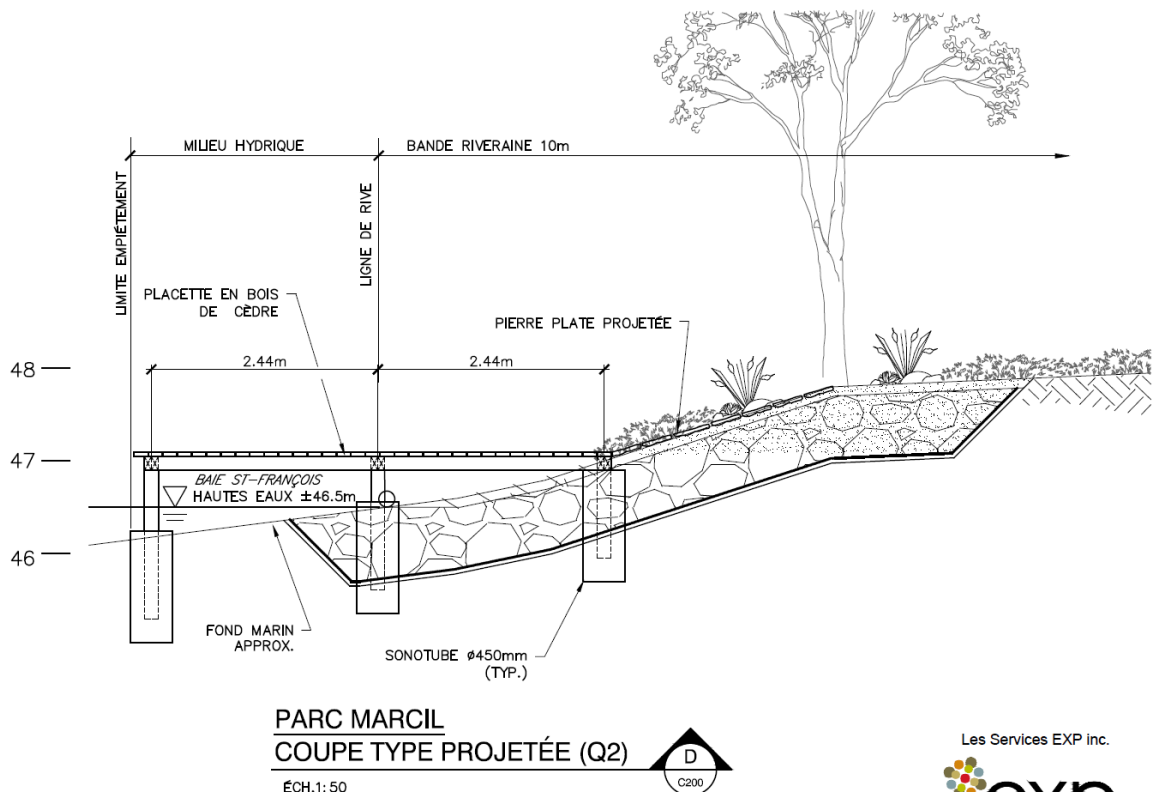 MILIEU HYDRIQUE
BANDE RIVERAINE 10m
LIMITE EMPIÉTEMENT
LIGNE DE RIVE
PLACETTE EN BOIS
DE CÈDRE
PIERRE PLATE PROJETÉE
2.44m
2.44m
48
47
46
BAIE ST-FRANÇOIS
HAUTES EAUX ±46.5m
FOND MARIN
APPROX.
SONOTUBE ø450mm
(TYP.)
PARC MARCIL
COUPE TYPE PROJETÉE (Q2)
D
C200
ÉCH.1: 50
Les Services EXP inc.
exp